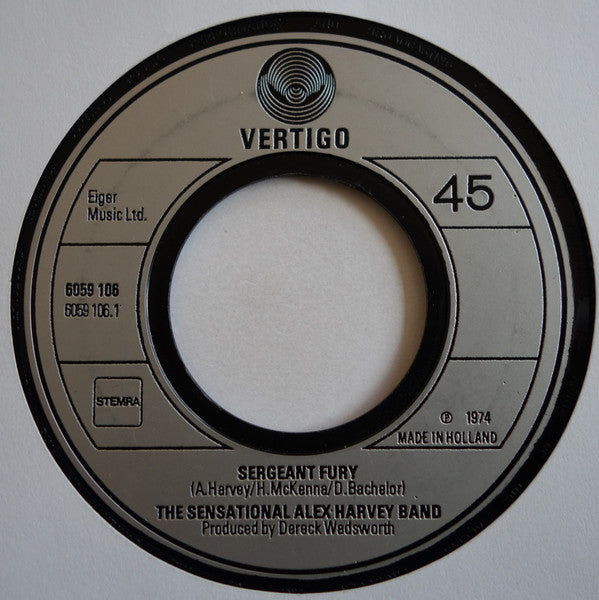 VERTIGO
Eiger
Music Ltd.
45
6059 106
6059 106.1
STEMRA
℗ 1974
MADE IN HOLLAND
SERGEANT FURY
(A.Harvey/H.McKenna/D.Bachelor)
THE SENSATIONAL ALEX HARVEY BAND
Produced by Dereck Wadsworth